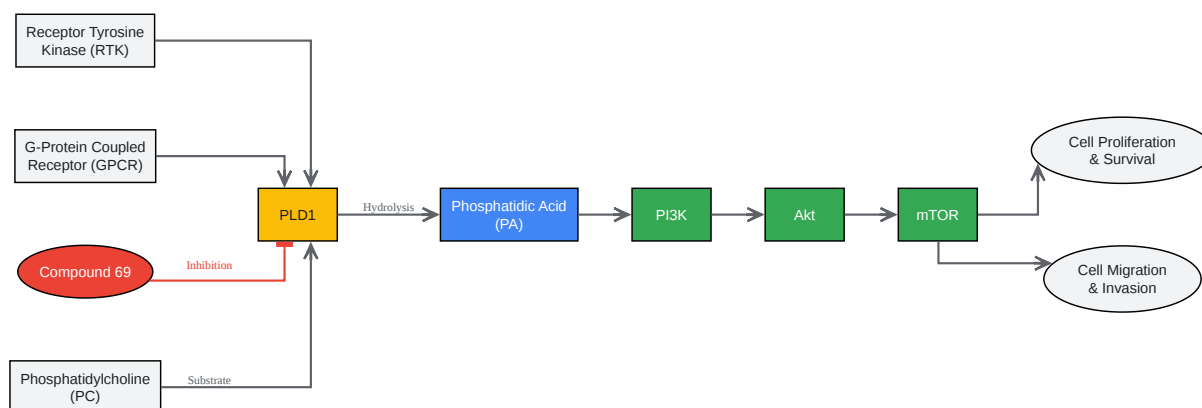 Receptor Tyrosine
Kinase (RTK)
G-Protein Coupled
Receptor (GPCR)
Compound 69
Inhibition
Phosphatidylcholine
(PC)
Substrate
PLD1
Hydrolysis
Phosphatidic Acid
(PA)
PI3K
Akt
mTOR
Cell Proliferation
& Survival
Cell Migration
& Invasion